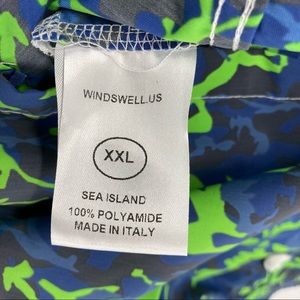 WINDSWELL.US
XXL
SEA ISLAND
100% POLYAMIDE
MADE IN ITALY